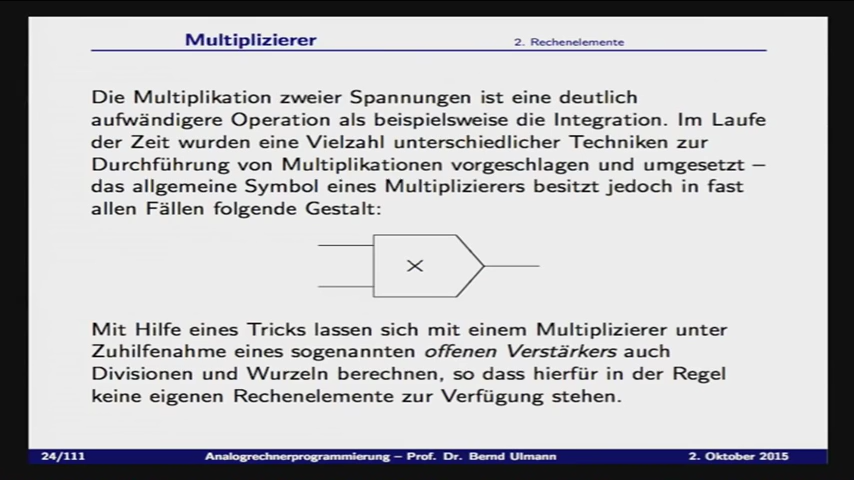 Multiplizierer
2. Rechenelemente
Die Multiplikation zweier Spannungen ist eine deutlich
aufwändigere Operation als beispielsweise die Integration. Im Laufe
der Zeit wurden eine Vielzahl unterschiedlicher Techniken zur
Durchführung von Multiplikationen vorgeschlagen und umgesetzt –
das allgemeine Symbol eines Multiplizierers besitzt jedoch in fast
allen Fällen folgende Gestalt:
×
Mit Hilfe eines Tricks lassen sich mit einem Multiplizierer unter
Zuhilfenahme eines sogenannten offenen Verstärkers auch
Divisionen und Wurzeln berechnen, so dass hierfür in der Regel
keine eigenen Rechenelemente zur Verfügung stehen.
24/111
Analogrechnerprogrammierung – Prof. Dr. Bernd Ulmann
2. Oktober 2015